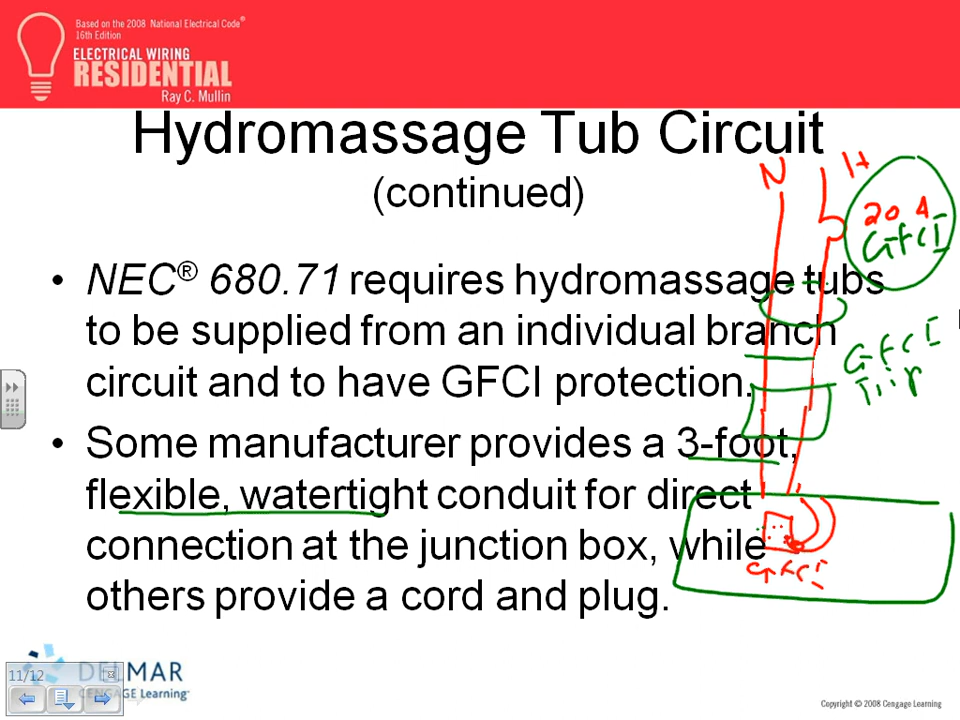 Based on the 2008 National Electrical Code®
16th Edition
ELECTRICAL WIRING
RESIDENTIAL
Ray C. Mullin
Hydromassage Tub Circuit
(continued)
N H
20 A
GFCI
• NEC® 680.71 requires hydromassage tubs
to be supplied from an individual branch
circuit and to have GFCI protection.
GFCI
Trip
• Some manufacturer provides a 3-foot,
flexible, watertight conduit for direct
connection at the junction box, while
others provide a cord and plug.
GFCI
11/12
DELMAR
CENGAGE Learning™
Copyright © 2008 Cengage Learning